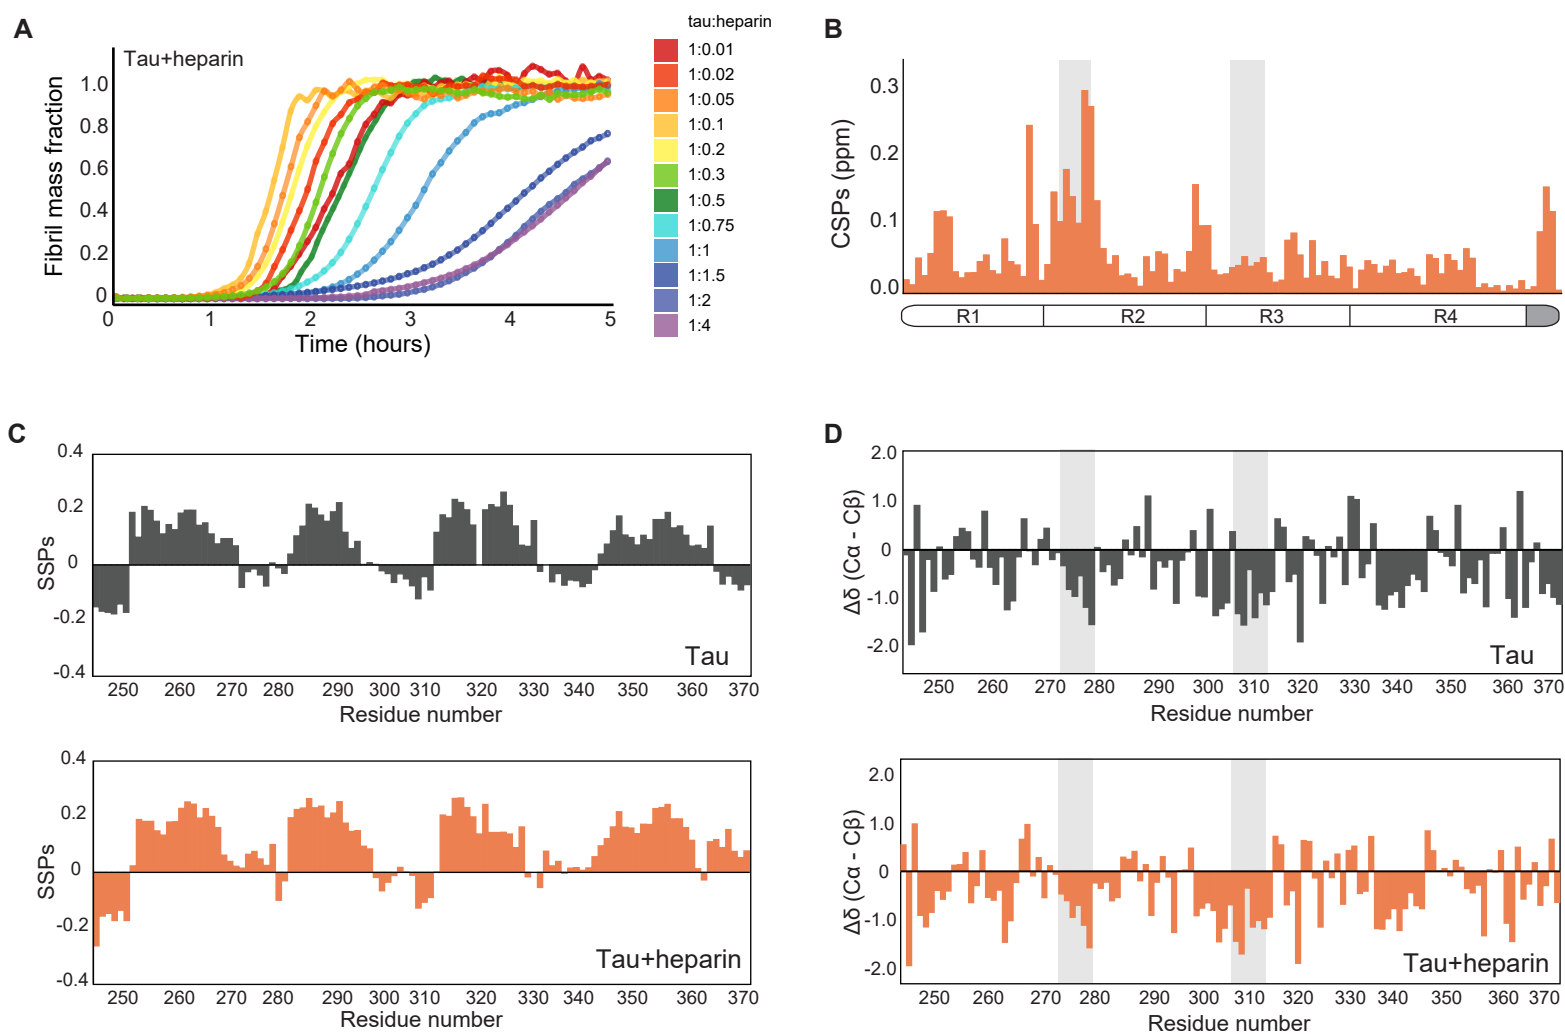 A
Tau+heparin
Fibril mass fraction
1.0
0.8
0.6
0.4
0.2
0
0 1 2 3 4 5
Time (hours)
tau:heparin
1:0.01
1:0.02
1:0.05
1:0.1
1:0.2
1:0.3
1:0.5
1:0.75
1:1
1:1.5
1:2
1:4
B
CSPs (ppm)
0.3
0.2
0.1
0.0
R1 R2 R3 R4
C
SSPs
0.4
0.2
0
-0.2
-0.4
Tau
250 260 270 280 290 300 310 320 330 340 350 360 370
Residue number
SSPs
0.4
0.2
0
-0.2
-0.4
Tau+heparin
250 260 270 280 290 300 310 320 330 340 350 360 370
Residue number
D
Δδ (Cα - Cβ)
2.0
1.0
0
-1.0
-2.0
Tau
250 260 270 280 290 300 310 320 330 340 350 360 370
Residue number
Δδ (Cα - Cβ)
2.0
1.0
0
-1.0
-2.0
Tau+heparin
250 260 270 280 290 300 310 320 330 340 350 360 370
Residue number